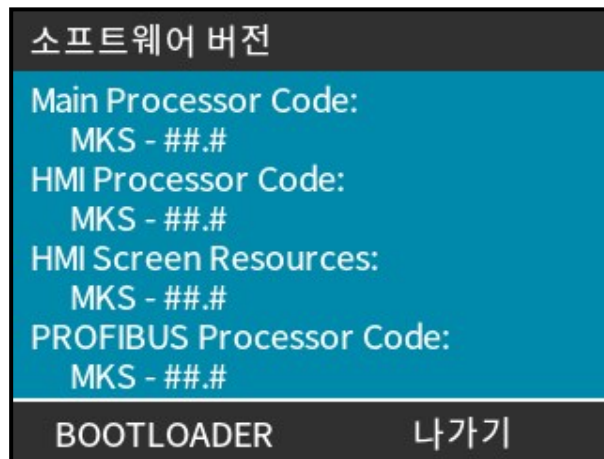 소프트웨어 버전
Main Processor Code:
MKS - ##.#
HMI Processor Code:
MKS - ##.#
HMI Screen Resources:
MKS - ##.#
PROFIBUS Processor Code:
MKS - ##.#
BOOTLOADER 나가기